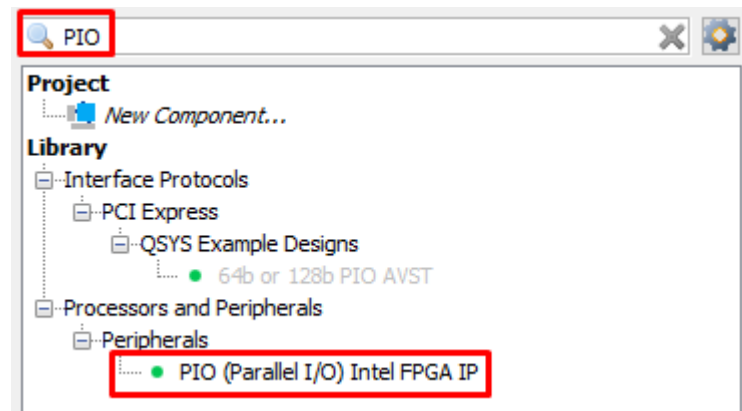 PIO
Project
New Component...
Library
Interface Protocols
PCI Express
QSYS Example Designs
64b or 128b PIO AVST
Processors and Peripherals
Peripherals
PIO (Parallel I/O) Intel FPGA IP